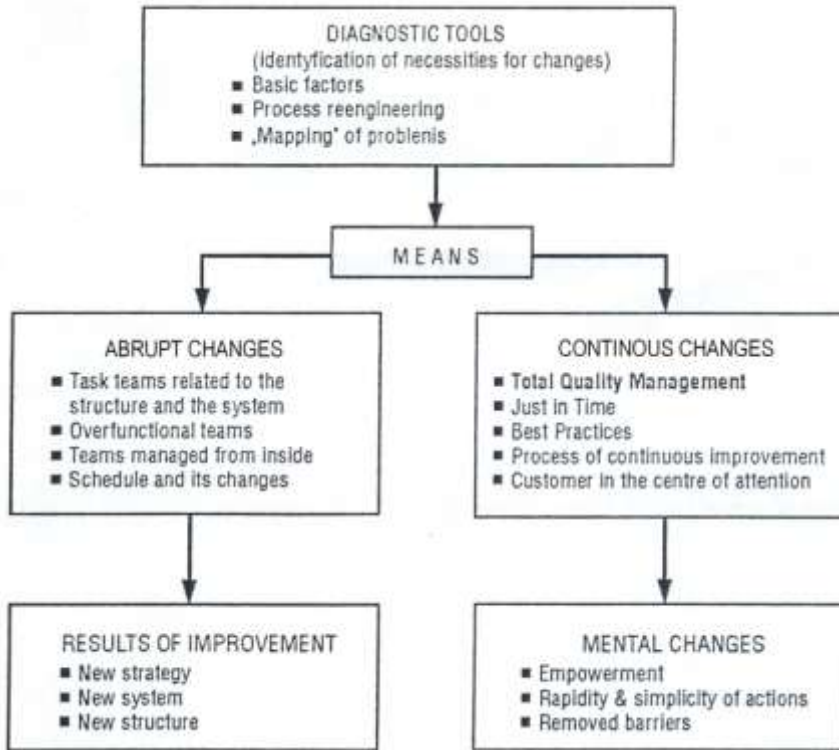 DIAGNOSTIC TOOLS
(identyfication of necessities for changes)
■ Basic factors
■ Process reengineering
■ „Mapping" of problenis
MEANS
ABRUPT CHANGES
■ Task teams related to the
structure and the system
■ Overfunctional teams
■ Teams managed from inside
■ Schedule and its changes
CONTINOUS CHANGES
■ Total Quality Management
■ Just in Time
■ Best Practices
■ Process of continuous improvement
■ Customer in the centre of attention
RESULTS OF IMPROVEMENT
■ New strategy
■ New system
■ New structure
MENTAL CHANGES
■ Empowerment
■ Rapidity & simplicity of actions
■ Removed barriers